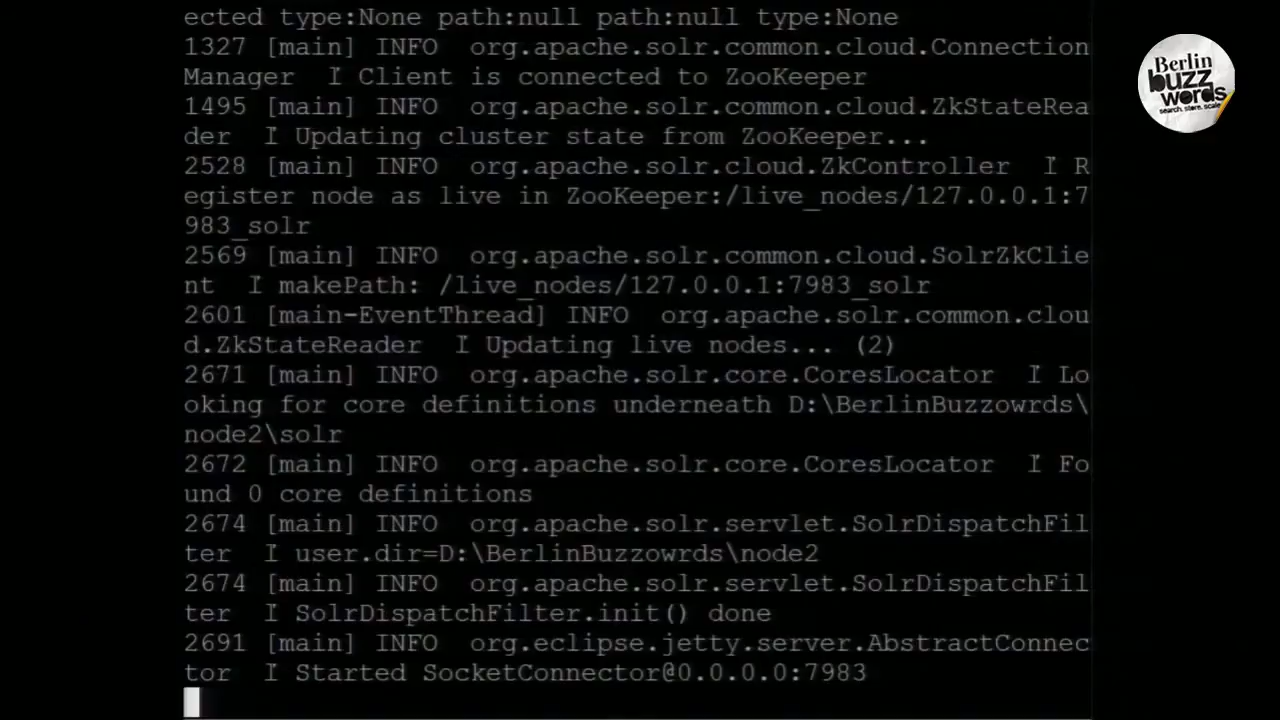 ected type:None path:null path:null type:None
1327 [main] INFO  org.apache.solr.common.cloud.Connection
Manager  I Client is connected to ZooKeeper
1495 [main] INFO  org.apache.solr.common.cloud.ZkStateRea
der  I Updating cluster state from ZooKeeper...
2528 [main] INFO  org.apache.solr.cloud.ZkController  I R
egister node as live in ZooKeeper:/live_nodes/127.0.0.1:7
983_solr
2569 [main] INFO  org.apache.solr.common.cloud.SolrZkClie
nt  I makePath: /live_nodes/127.0.0.1:7983_solr
2601 [main-EventThread] INFO  org.apache.solr.common.clou
d.ZkStateReader  I Updating live nodes... (2)
2671 [main] INFO  org.apache.solr.core.CoresLocator  I Lo
oking for core definitions underneath D:\BerlinBuzzowrds\
node2\solr
2672 [main] INFO  org.apache.solr.core.CoresLocator  I Fo
und 0 core definitions
2674 [main] INFO  org.apache.solr.servlet.SolrDispatchFil
ter  I user.dir=D:\BerlinBuzzowrds\node2
2674 [main] INFO  org.apache.solr.servlet.SolrDispatchFil
ter  I SolrDispatchFilter.init() done
2691 [main] INFO  org.eclipse.jetty.server.AbstractConnec
tor  I Started SocketConnector@0.0.0.0:7983
Berlin
buzz
words
search. store. scale.